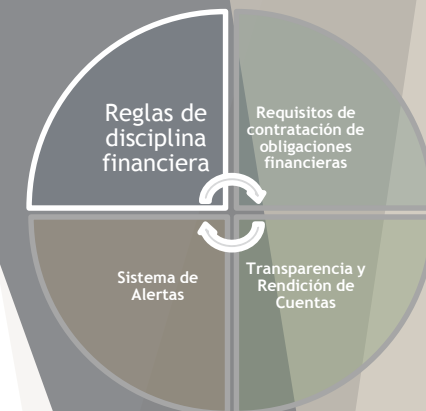 Reglas de
disciplina
financiera
Requisitos de
contratación de
obligaciones
financieras
Sistema de
Alertas
Transparencia y
Rendición de
Cuentas